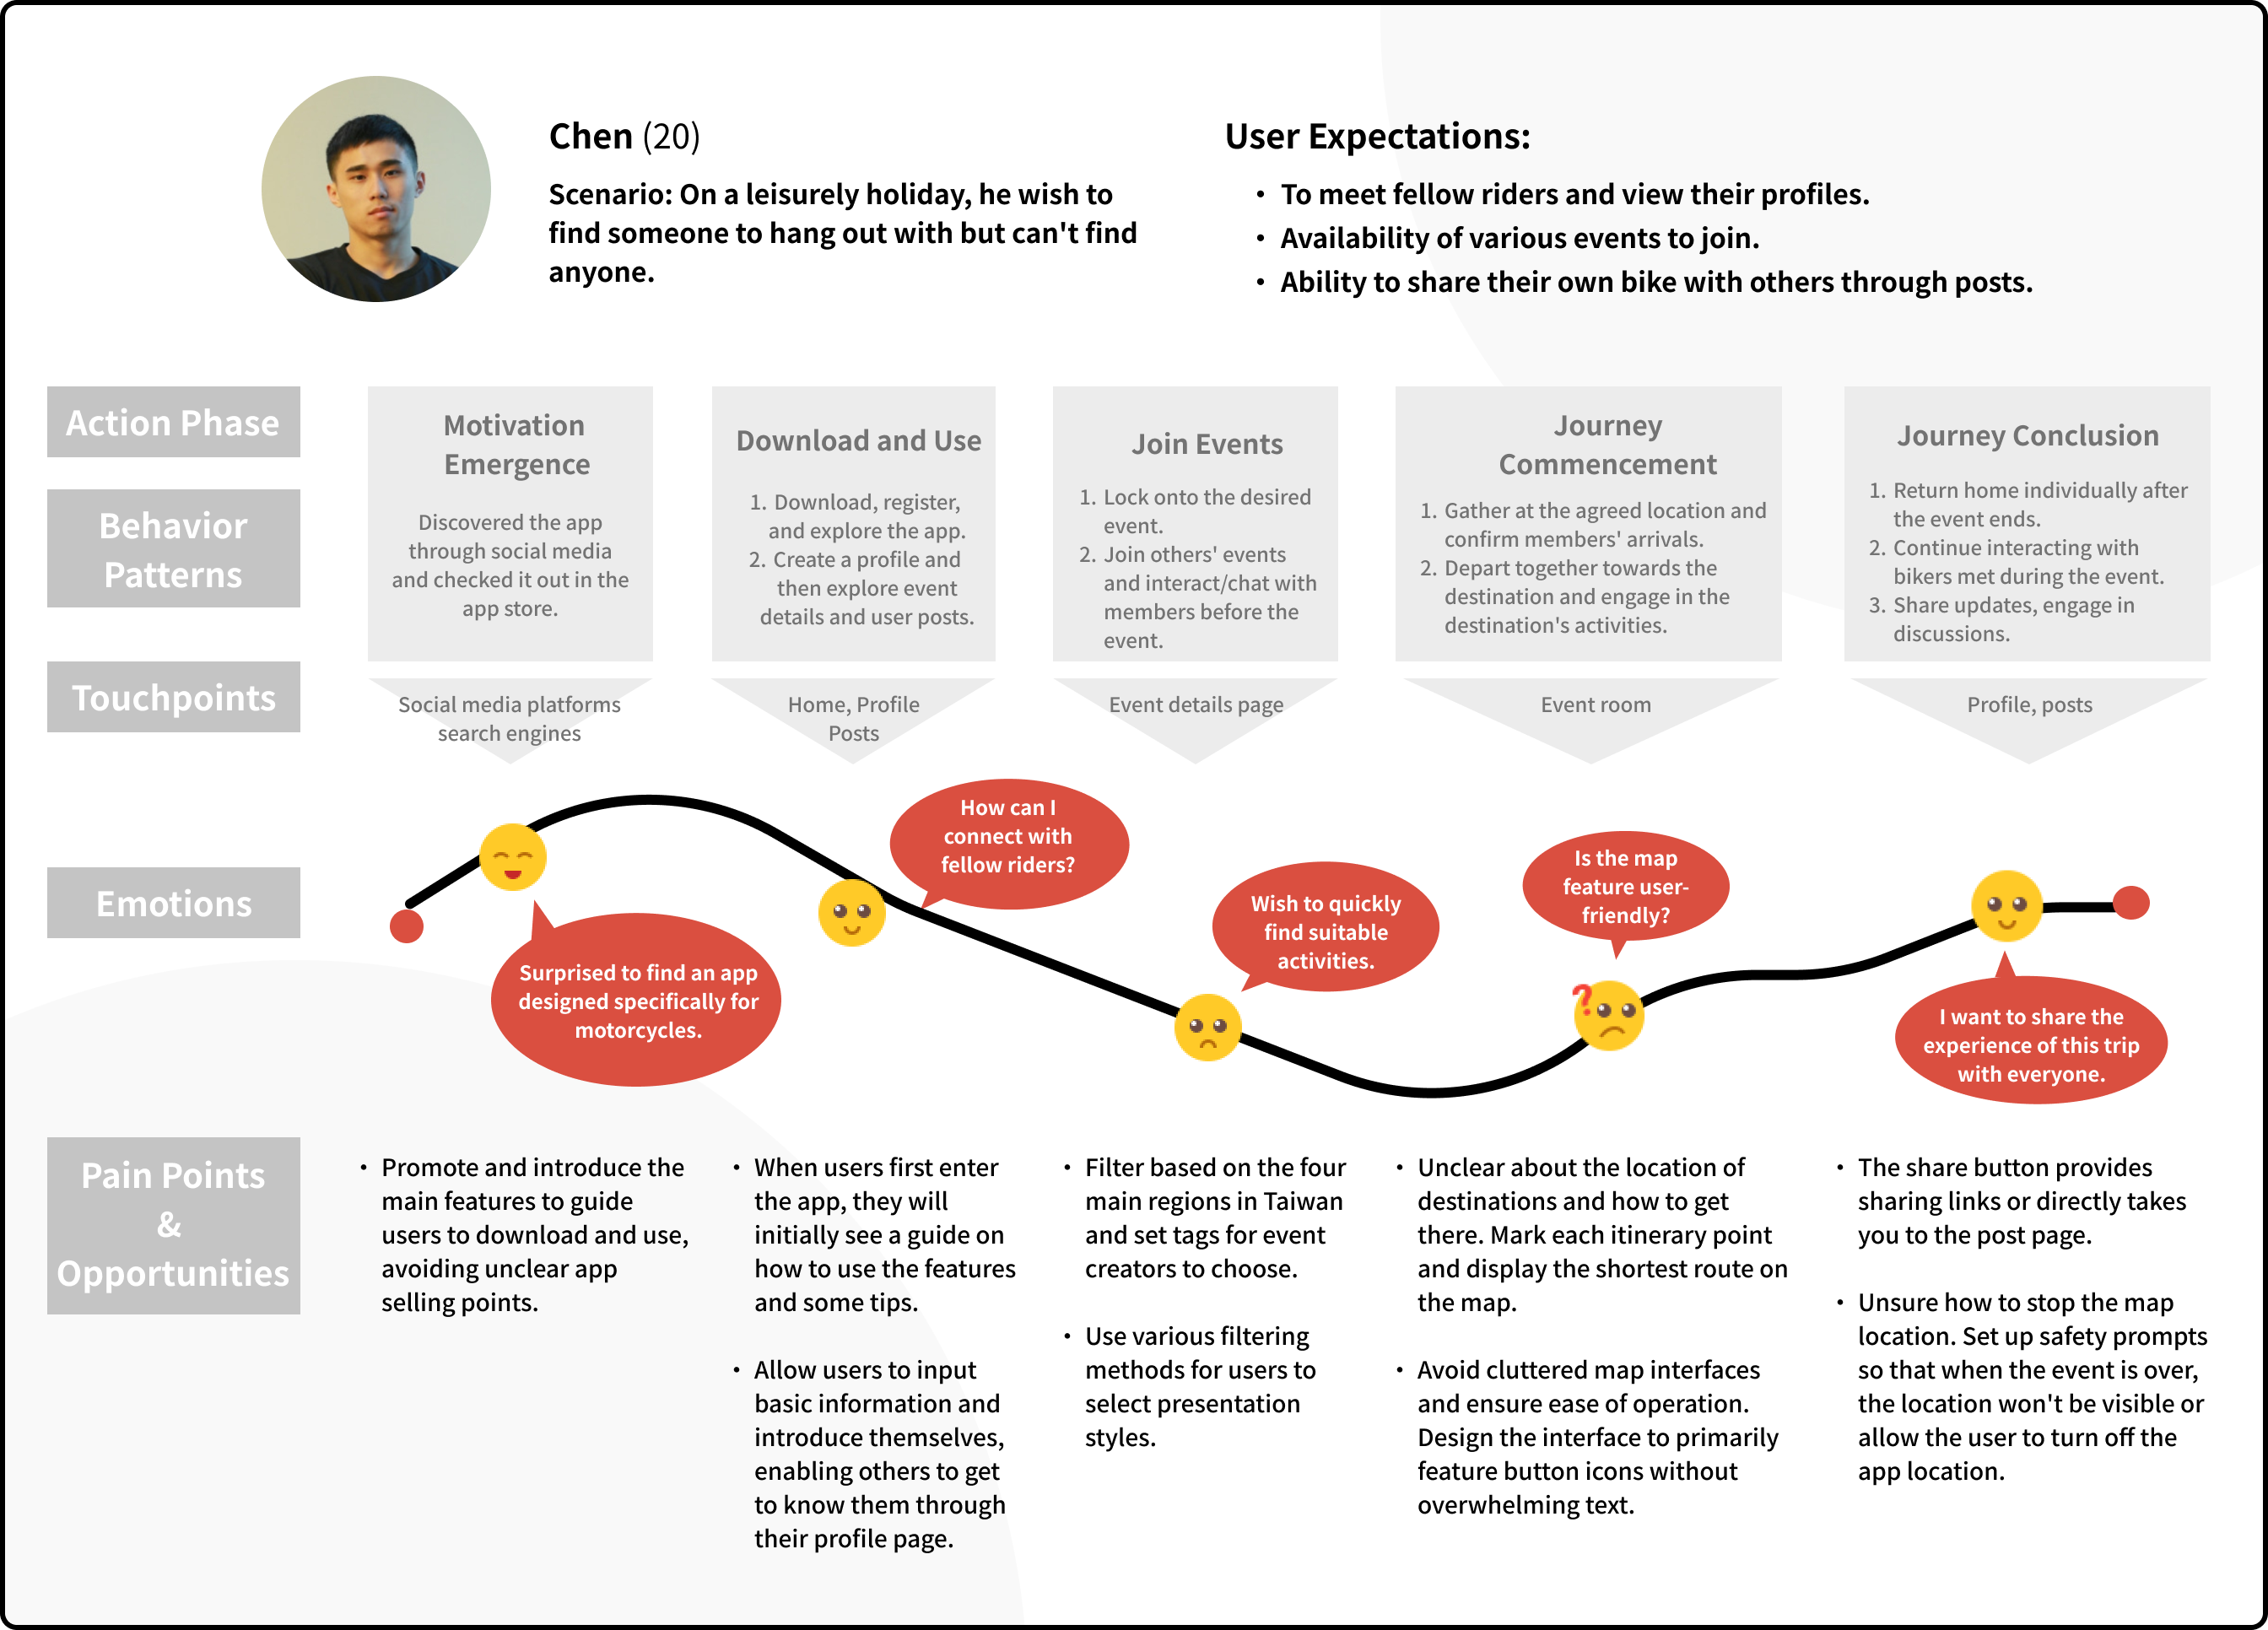 Chen (20)
Scenario: On a leisurely holiday, he wish to
find someone to hang out with but can't find
anyone.
User Expectations:
• To meet fellow riders and view their profiles.
• Availability of various events to join.
• Ability to share their own bike with others through posts.
Action Phase
Behavior
Patterns
Touchpoints
Motivation
Emergence
Discovered the app
through social media
and checked it out in the
app store.
Social media platforms
search engines
Download and Use
1. Download, register,
and explore the app.
2. Create a profile and
then explore event
details and user posts.
Home, Profile
Posts
Join Events
1. Lock onto the desired
event.
2. Join others' events
and interact/chat with
members before the
event.
Event details page
Journey
Commencement
1. Gather at the agreed location and
confirm members' arrivals.
2. Depart together towards the
destination and engage in the
destination's activities.
Event room
Journey Conclusion
1. Return home individually after
the event ends.
2. Continue interacting with
bikers met during the event.
3. Share updates, engage in
discussions.
Profile, posts
Emotions
Surprised to find an app
designed specifically for
motorcycles.
How can I
connect with
fellow riders?
Wish to quickly
find suitable
activities.
?
Is the map
feature user-
friendly?
I want to share the
experience of this trip
with everyone.
Pain Points
&
Opportunities
• Promote and introduce the
main features to guide
users to download and use,
avoiding unclear app
selling points.
• When users first enter
the app, they will
initially see a guide on
how to use the features
and some tips.
• Allow users to input
basic information and
introduce themselves,
enabling others to get
to know them through
their profile page.
• Filter based on the four
main regions in Taiwan
and set tags for event
creators to choose.
• Use various filtering
methods for users to
select presentation
styles.
• Unclear about the location of
destinations and how to get
there. Mark each itinerary point
and display the shortest route on
the map.
• Avoid cluttered map interfaces
and ensure ease of operation.
Design the interface to primarily
feature button icons without
overwhelming text.
• The share button provides
sharing links or directly takes
you to the post page.
• Unsure how to stop the map
location. Set up safety prompts
so that when the event is over,
the location won't be visible or
allow the user to turn off the
app location.